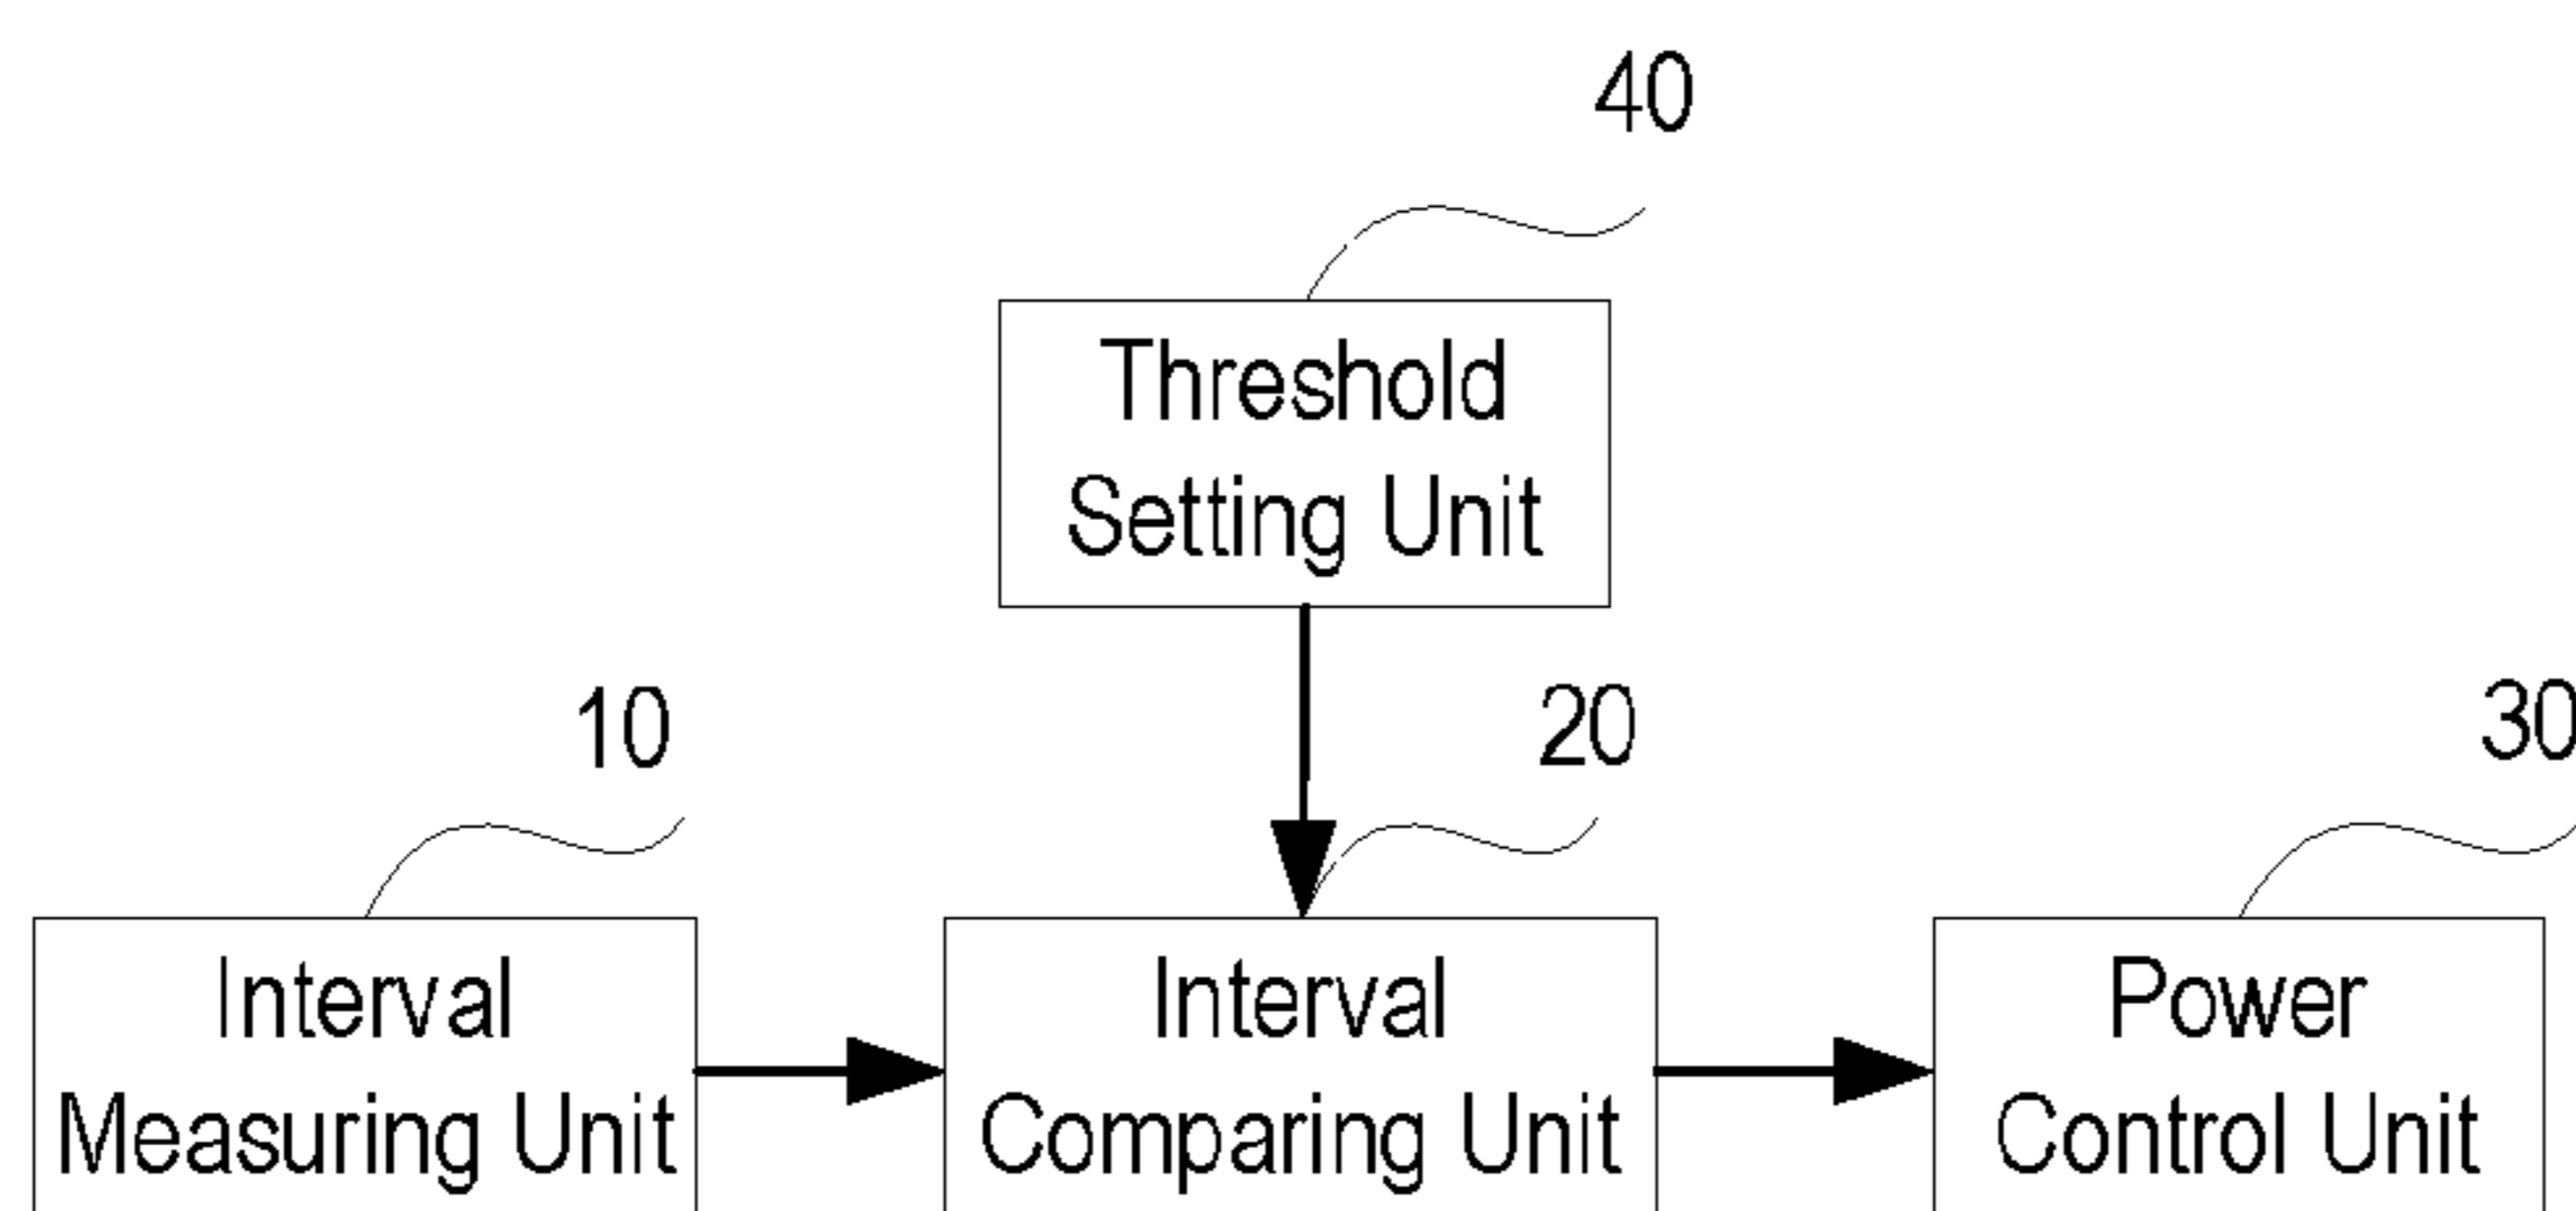 40
Threshold
Setting Unit
10
20
30
Interval
Measuring Unit
Interval
Comparing Unit
Power
Control Unit